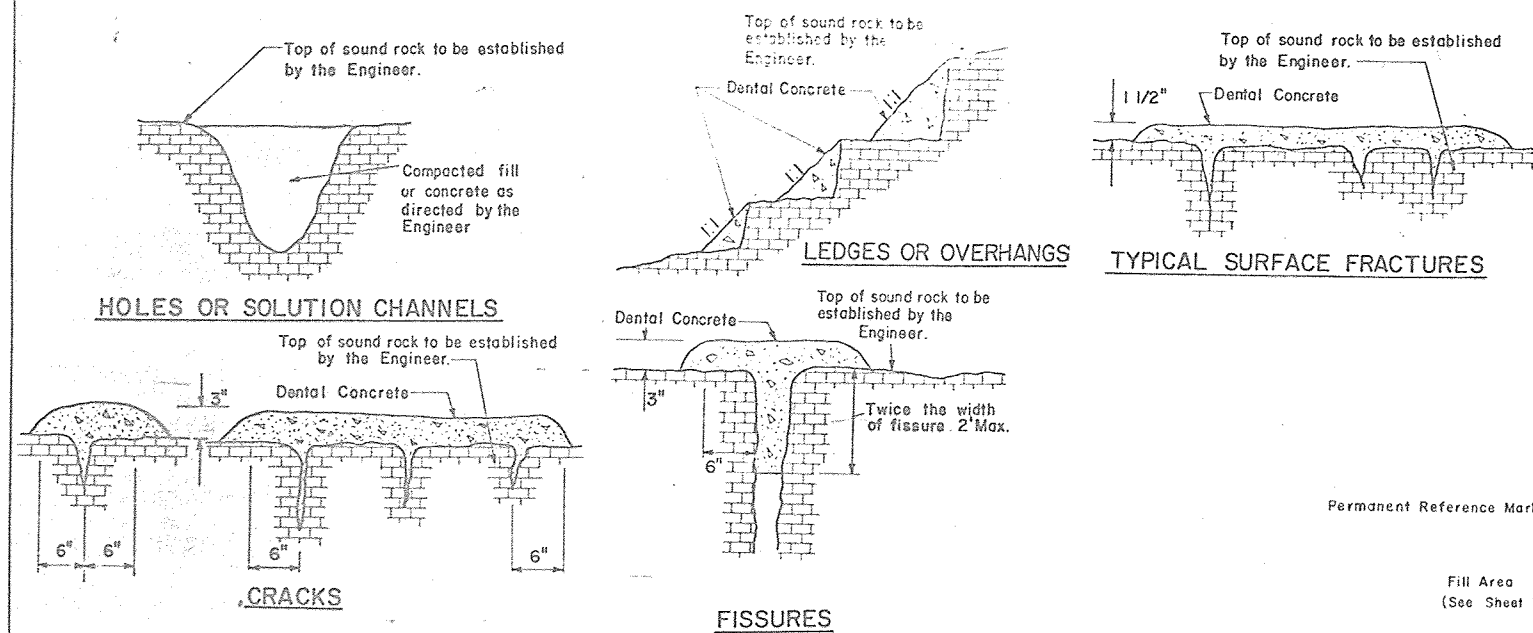 Top of sound rock to be established
by the Engineer.
Compacted fill
or concrete as
directed by the
Engineer
HOLES OR SOLUTION CHANNELS
Top of sound rock to be
established by the
Engineer.
Dental Concrete
1:1
1:1
1:1
LEDGES OR OVERHANGS
Top of sound rock to be established
by the Engineer.
1 1/2"
Dental Concrete
TYPICAL SURFACE FRACTURES
Top of sound rock to be established
by the Engineer.
Dental Concrete
3"
6"
6"
6"
6"
CRACKS
Top of sound rock to be
established by the
Engineer.
Dental Concrete
3"
Twice the width
of fissure. 2' Max.
6"
FISSURES
Permanent Reference
Fill Area
(See Sheet